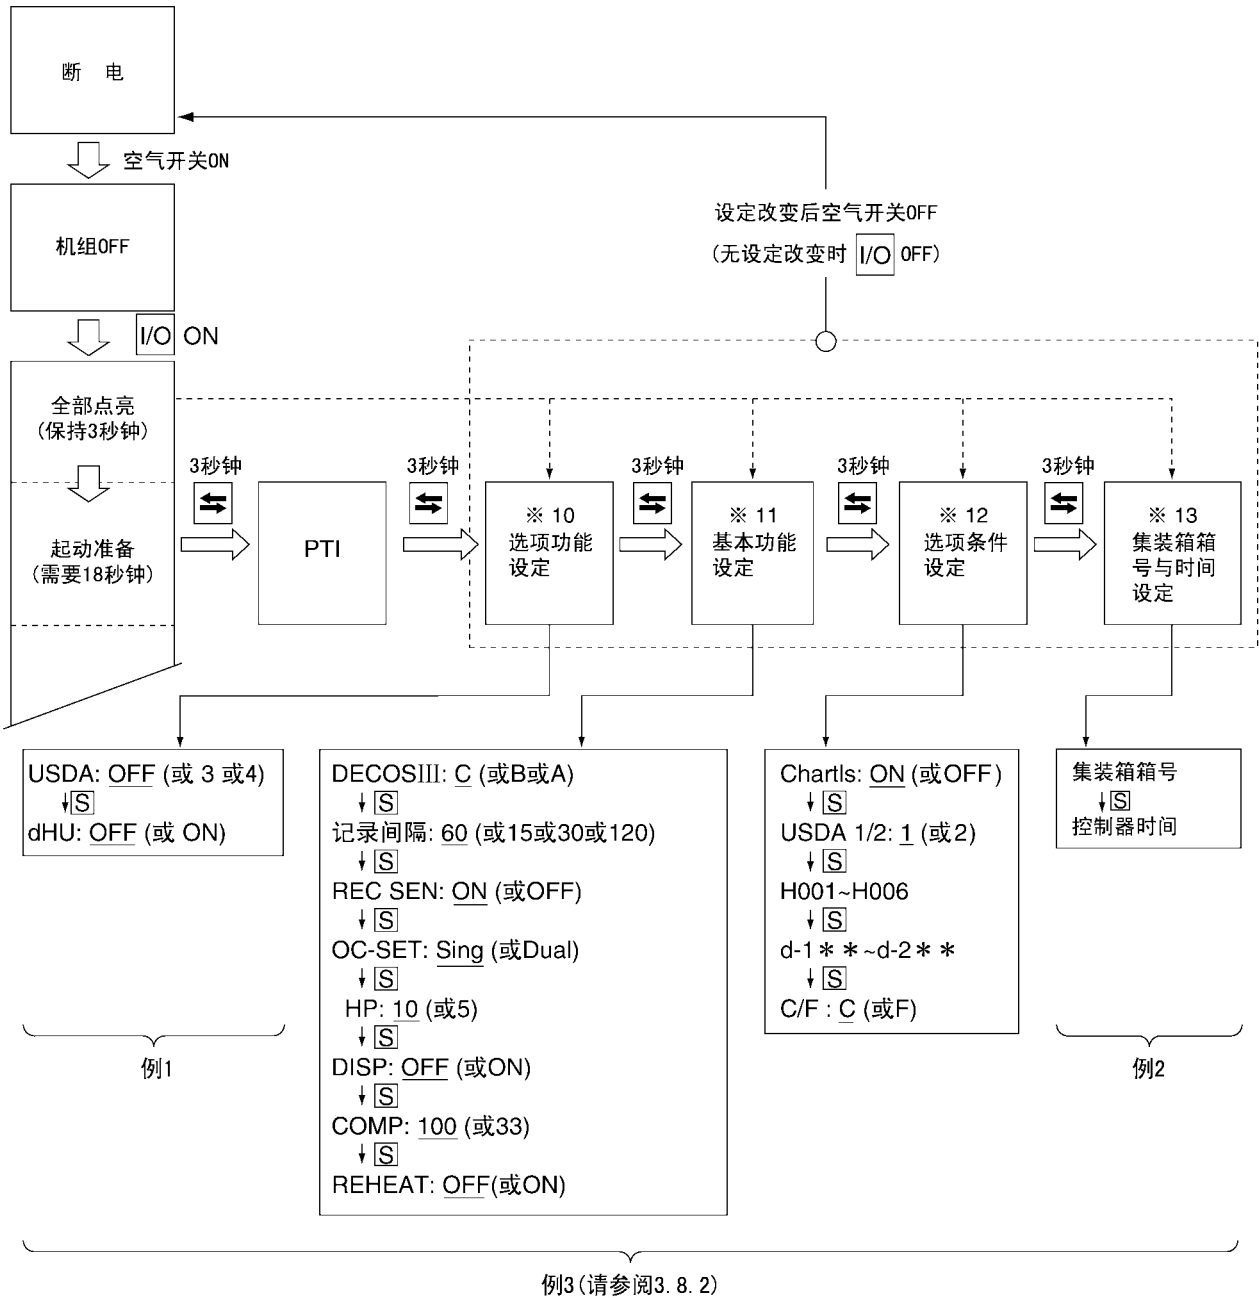 断 电
空气开关ON
机组OFF
设定改变后空气开关OFF
(无设定改变时 I/O OFF)
I/O ON
全部点亮
(保持3秒钟)
起动准备
(需要18秒钟)
3秒钟
PTI
3秒钟
※ 10
选项功能
设定
3秒钟
※ 11
基本功能
设定
3秒钟
※ 12
选项条件
设定
3秒钟
※ 13
集装箱箱
号与时间
设定
USDA: OFF (或 3 或4)
↓ S
dHU: OFF (或 ON)
例1
DECOSIII: C (或B或A)
↓ S
记录间隔: 60 (或15或30或120)
↓ S
REC SEN: ON (或OFF)
↓ S
OC-SET: Sing (或Dual)
↓ S
HP: 10 (或5)
↓ S
DISP: OFF (或ON)
↓ S
COMP: 100 (或33)
↓ S
REHEAT: OFF(或ON)
Chartls: ON (或OFF)
↓ S
USDA 1/2: 1 (或2)
↓ S
H001~H006
↓ S
d-1＊＊~d-2＊＊
↓ S
C/F : C (或F)
集装箱箱号
↓ S
控制器时间
例2
例3(请参阅3.8.2)